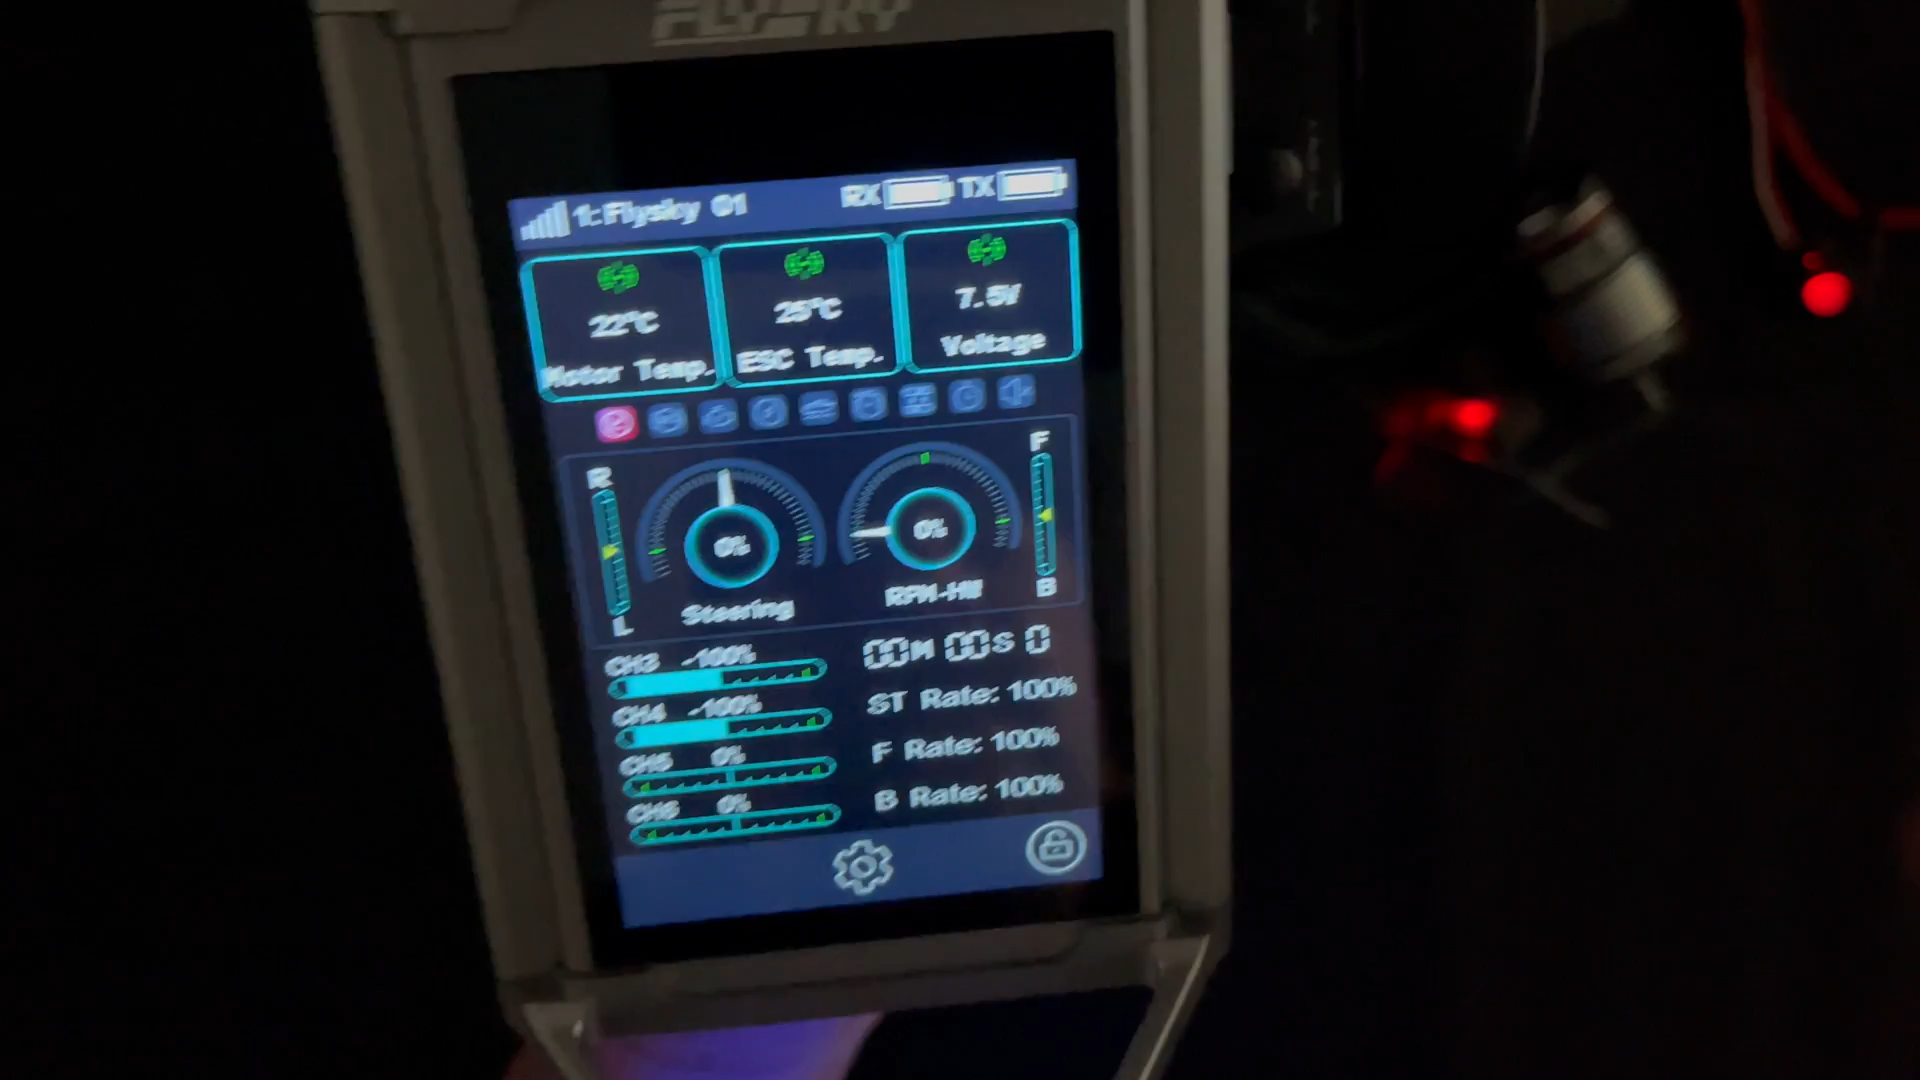 FLYSKY
1: Flysky 01 RX TX
22°C 25°C 7.5V
Motor Temp. ESC Temp. Voltage
R F
0% 0%
Steering RPM-HW
L B
CH3 -100% 00M 00S 0
CH4 -100% ST Rate: 100%
CH5 0% F Rate: 100%
CH6 0% B Rate: 100%